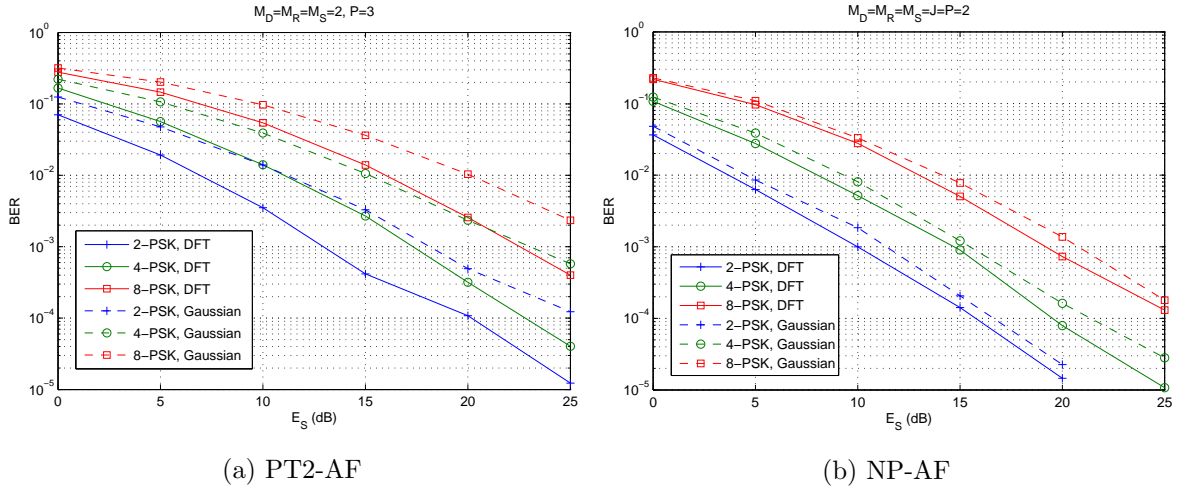 M_D=M_R=M_S=2, P=3
10^0
10^−1
10^−2
10^−3
10^−4
10^−5
BER
2−PSK, DFT
4−PSK, DFT
8−PSK, DFT
2−PSK, Gaussian
4−PSK, Gaussian
8−PSK, Gaussian
0 5 10 15 20 25
E_S (dB)
(a) PT2-AF
M_D=M_R=M_S=J=P=2
10^0
10^−1
10^−2
10^−3
10^−4
10^−5
BER
2−PSK, DFT
4−PSK, DFT
8−PSK, DFT
2−PSK, Gaussian
4−PSK, Gaussian
8−PSK, Gaussian
0 5 10 15 20 25
E_S (dB)
(b) NP-AF